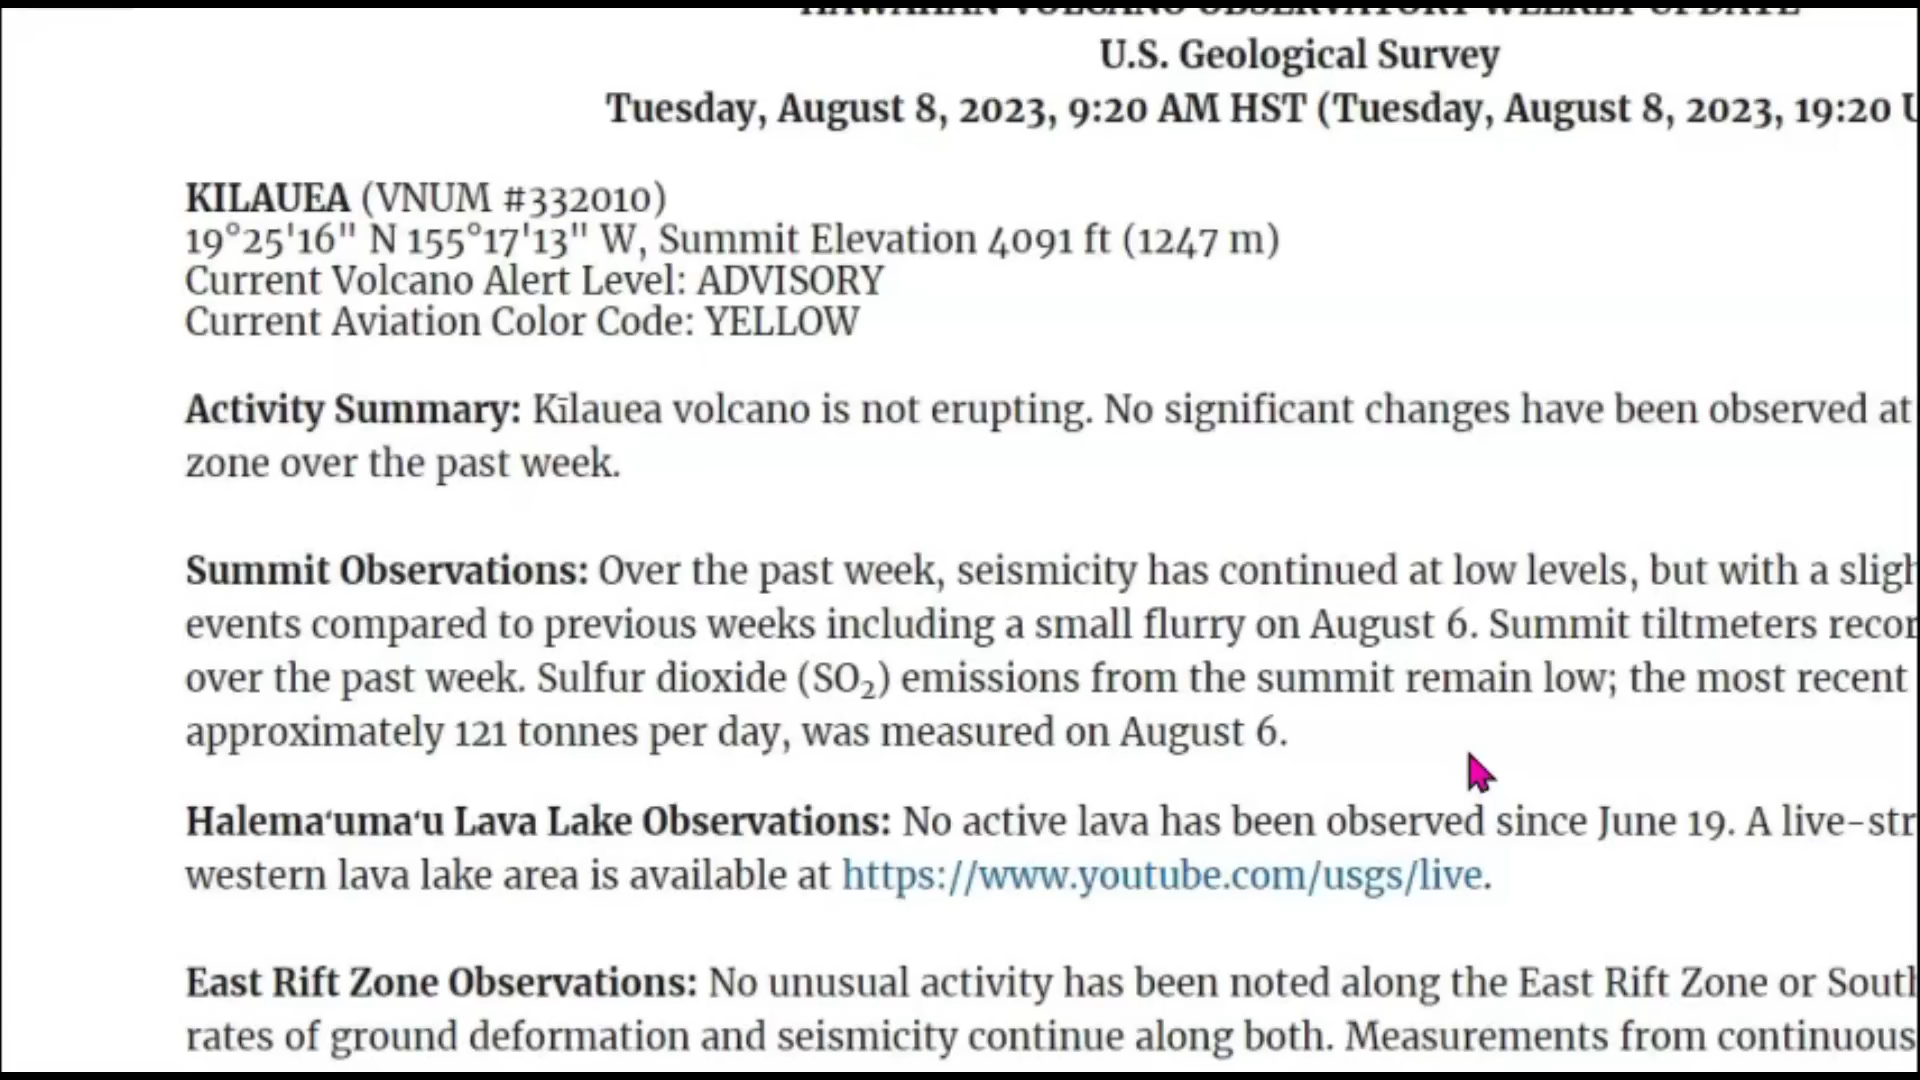 HAWAIIAN VOLCANO OBSERVATORY WEEKLY UPDATE
U.S. Geological Survey
Tuesday, August 8, 2023, 9:20 AM HST (Tuesday, August 8, 2023, 19:20 U
KILAUEA (VNUM #332010)
19°25'16" N 155°17'13" W, Summit Elevation 4091 ft (1247 m)
Current Volcano Alert Level: ADVISORY
Current Aviation Color Code: YELLOW
Activity Summary: Kīlauea volcano is not erupting. No significant changes have been observed at
zone over the past week.
Summit Observations: Over the past week, seismicity has continued at low levels, but with a sligh
events compared to previous weeks including a small flurry on August 6. Summit tiltmeters recor
over the past week. Sulfur dioxide (SO₂) emissions from the summit remain low; the most recent
approximately 121 tonnes per day, was measured on August 6.
Halemaʻumaʻu Lava Lake Observations: No active lava has been observed since June 19. A live-str
western lava lake area is available at https://www.youtube.com/usgs/live.
East Rift Zone Observations: No unusual activity has been noted along the East Rift Zone or South
rates of ground deformation and seismicity continue along both. Measurements from continuous